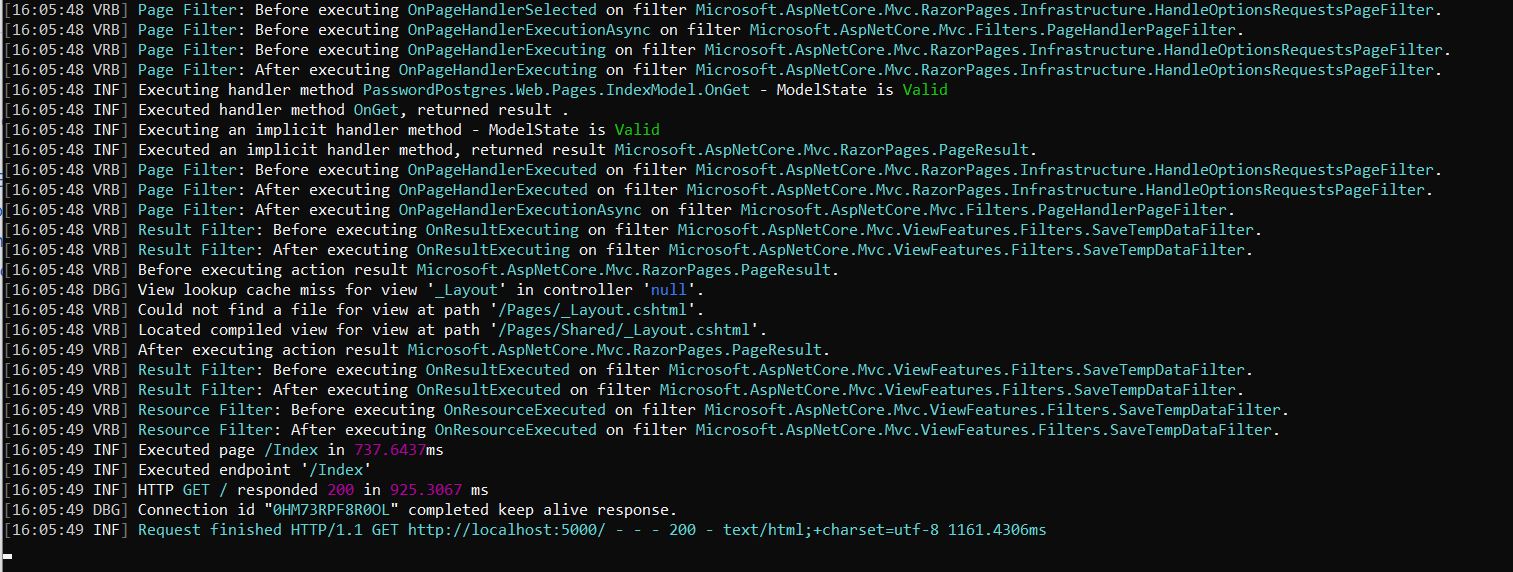 [16:05:48 VRB] Page Filter: Before executing OnPageHandlerSelected on filter Microsoft.AspNetCore.Mvc.RazorPages.Infrastructure.HandleOptionsRequestsPageFilter.
[16:05:48 VRB] Page Filter: Before executing OnPageHandlerExecutionAsync on filter Microsoft.AspNetCore.Mvc.Filters.PageHandlerPageFilter.
[16:05:48 VRB] Page Filter: Before executing OnPageHandlerExecuting on filter Microsoft.AspNetCore.Mvc.RazorPages.Infrastructure.HandleOptionsRequestsPageFilter.
[16:05:48 VRB] Page Filter: After executing OnPageHandlerExecuting on filter Microsoft.AspNetCore.Mvc.RazorPages.Infrastructure.HandleOptionsRequestsPageFilter.
[16:05:48 INF] Executing handler method PasswordPostgres.Web.Pages.IndexModel.OnGet - ModelState is Valid
[16:05:48 INF] Executed handler method OnGet, returned result .
[16:05:48 INF] Executing an implicit handler method - ModelState is Valid
[16:05:48 INF] Executed an implicit handler method, returned result Microsoft.AspNetCore.Mvc.RazorPages.PageResult.
[16:05:48 VRB] Page Filter: Before executing OnPageHandlerExecuted on filter Microsoft.AspNetCore.Mvc.RazorPages.Infrastructure.HandleOptionsRequestsPageFilter.
[16:05:48 VRB] Page Filter: After executing OnPageHandlerExecuted on filter Microsoft.AspNetCore.Mvc.RazorPages.Infrastructure.HandleOptionsRequestsPageFilter.
[16:05:48 VRB] Page Filter: After executing OnPageHandlerExecutionAsync on filter Microsoft.AspNetCore.Mvc.Filters.PageHandlerPageFilter.
[16:05:48 VRB] Result Filter: Before executing OnResultExecuting on filter Microsoft.AspNetCore.Mvc.ViewFeatures.Filters.SaveTempDataFilter.
[16:05:48 VRB] Result Filter: After executing OnResultExecuting on filter Microsoft.AspNetCore.Mvc.ViewFeatures.Filters.SaveTempDataFilter.
[16:05:48 VRB] Before executing action result Microsoft.AspNetCore.Mvc.RazorPages.PageResult.
[16:05:48 DBG] View lookup cache miss for view '_Layout' in controller 'null'.
[16:05:48 VRB] Could not find a file for view at path '/Pages/_Layout.cshtml'.
[16:05:48 VRB] Located compiled view for view at path '/Pages/Shared/_Layout.cshtml'.
[16:05:49 VRB] After executing action result Microsoft.AspNetCore.Mvc.RazorPages.PageResult.
[16:05:49 VRB] Result Filter: Before executing OnResultExecuted on filter Microsoft.AspNetCore.Mvc.ViewFeatures.Filters.SaveTempDataFilter.
[16:05:49 VRB] Result Filter: After executing OnResultExecuted on filter Microsoft.AspNetCore.Mvc.ViewFeatures.Filters.SaveTempDataFilter.
[16:05:49 VRB] Resource Filter: Before executing OnResourceExecuted on filter Microsoft.AspNetCore.Mvc.ViewFeatures.Filters.SaveTempDataFilter.
[16:05:49 VRB] Resource Filter: After executing OnResourceExecuted on filter Microsoft.AspNetCore.Mvc.ViewFeatures.Filters.SaveTempDataFilter.
[16:05:49 INF] Executed page /Index in 737.6437ms
[16:05:49 INF] Executed endpoint '/Index'
[16:05:49 INF] HTTP GET / responded 200 in 925.3067 ms
[16:05:49 DBG] Connection id "0HM73RPF8R0OL" completed keep alive response.
[16:05:49 INF] Request finished HTTP/1.1 GET http://localhost:5000/ - - - 200 - text/html;+charset=utf-8 1161.4306ms